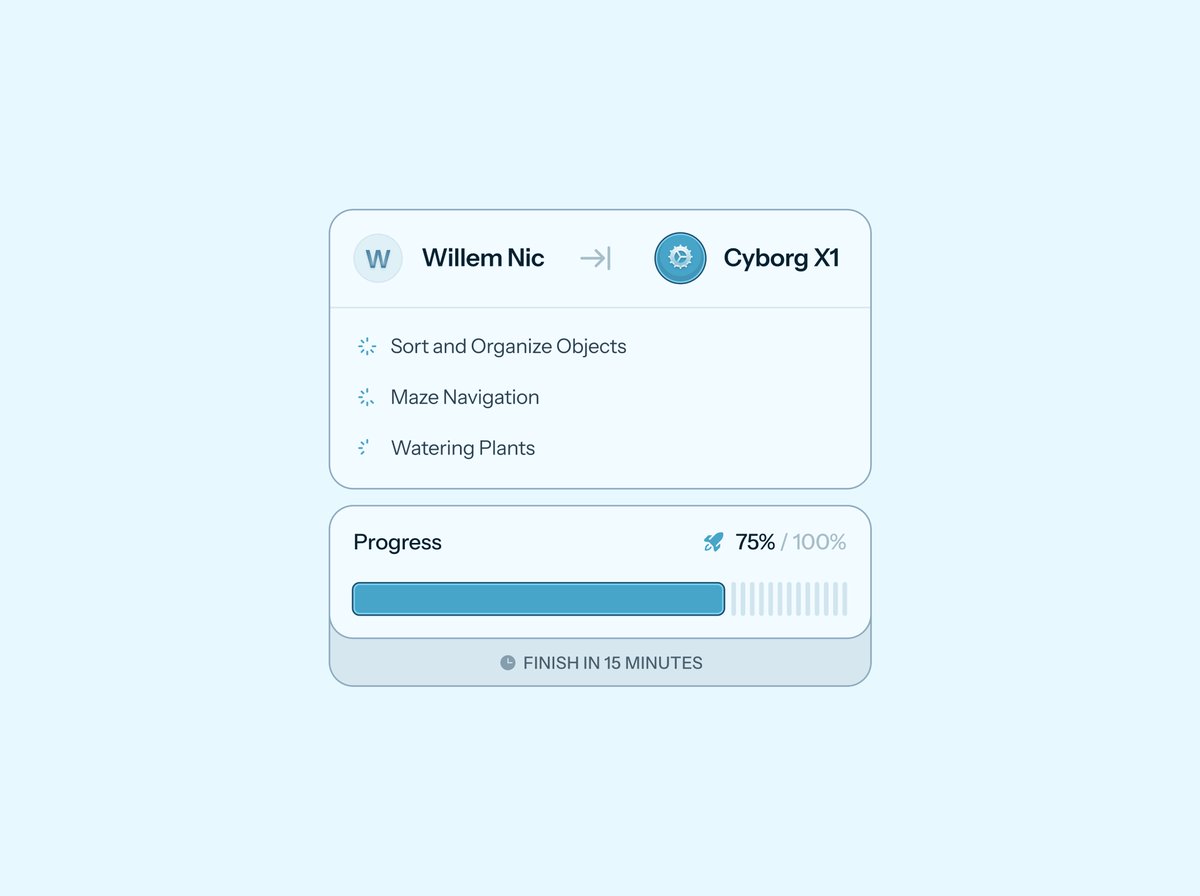 W Willem Nic Cyborg X1
Sort and Organize Objects
Maze Navigation
Watering Plants
Progress 75% / 100%
FINISH IN 15 MINUTES